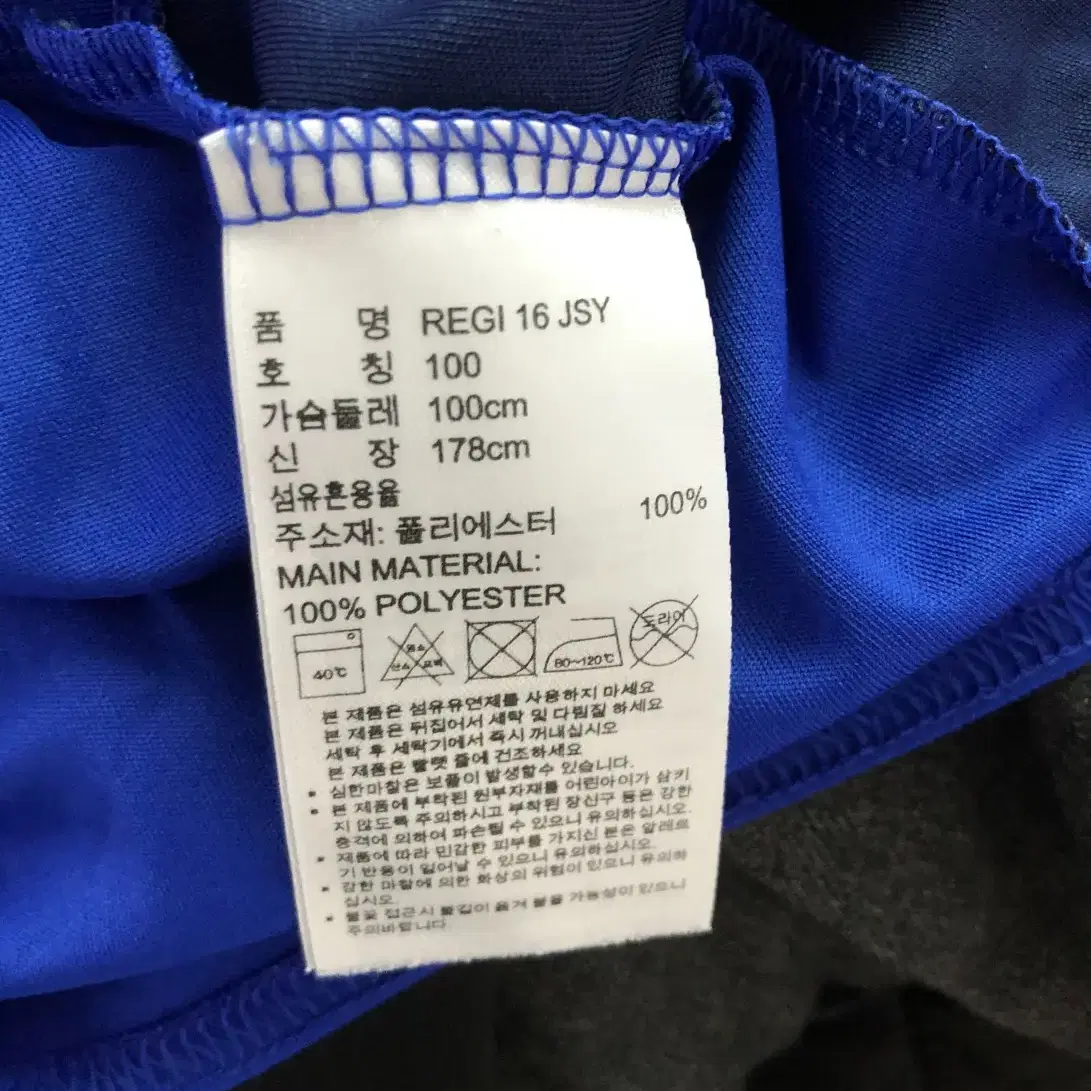 품 명 REGI 16 JSY
호 칭 100
가슴둘레 100cm
신 장 178cm
섬유혼용율
주소재: 폴리에스터 100%
MAIN MATERIAL:
100% POLYESTER
40℃ 염소 산소 표백 80~120℃ 드라이
본 제품은 섬유유연제를 사용하지 마세요
본 제품은 뒤집어서 세탁 및 다림질 하세요
세탁 후 세탁기에서 즉시 꺼내십시오
본 제품은 빨랫 줄에 건조하세요
• 심한마찰은 보풀이 발생할수 있습니다.
• 본 제품에 부착된 원부자재를 어린아이가 삼키
지 않도록 주의하시고 부착된 장신구 등은 강한
충격에 의하여 파손될 수 있으니 유의하십시오.
• 제품에 따라 민감한 피부를 가지신 분은 알레르
기 반응이 일어날 수 있으니 유의하십시오.
• 강한 마찰에 의한 화상의 위험이 있으니 유의하
십시오.
• 불꽃 접근시 불길이 옮겨 붙을 가능성이 있으니
주의바랍니다